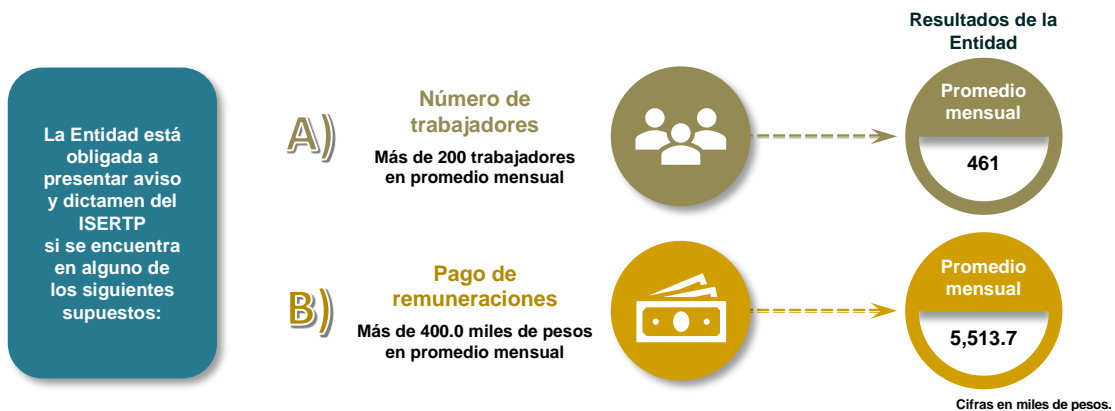 La Entidad está
obligada a
presentar aviso
y dictamen del
ISERTP
si se encuentra
en alguno de
los siguientes
supuestos:
A)
Número de
trabajadores
Más de 200 trabajadores
en promedio mensual
Resultados de la
Entidad
Promedio
mensual
461
B)
Pago de
remuneraciones
Más de 400.0 miles de pesos
en promedio mensual
Promedio
mensual
5,513.7
Cifras en miles de pesos.